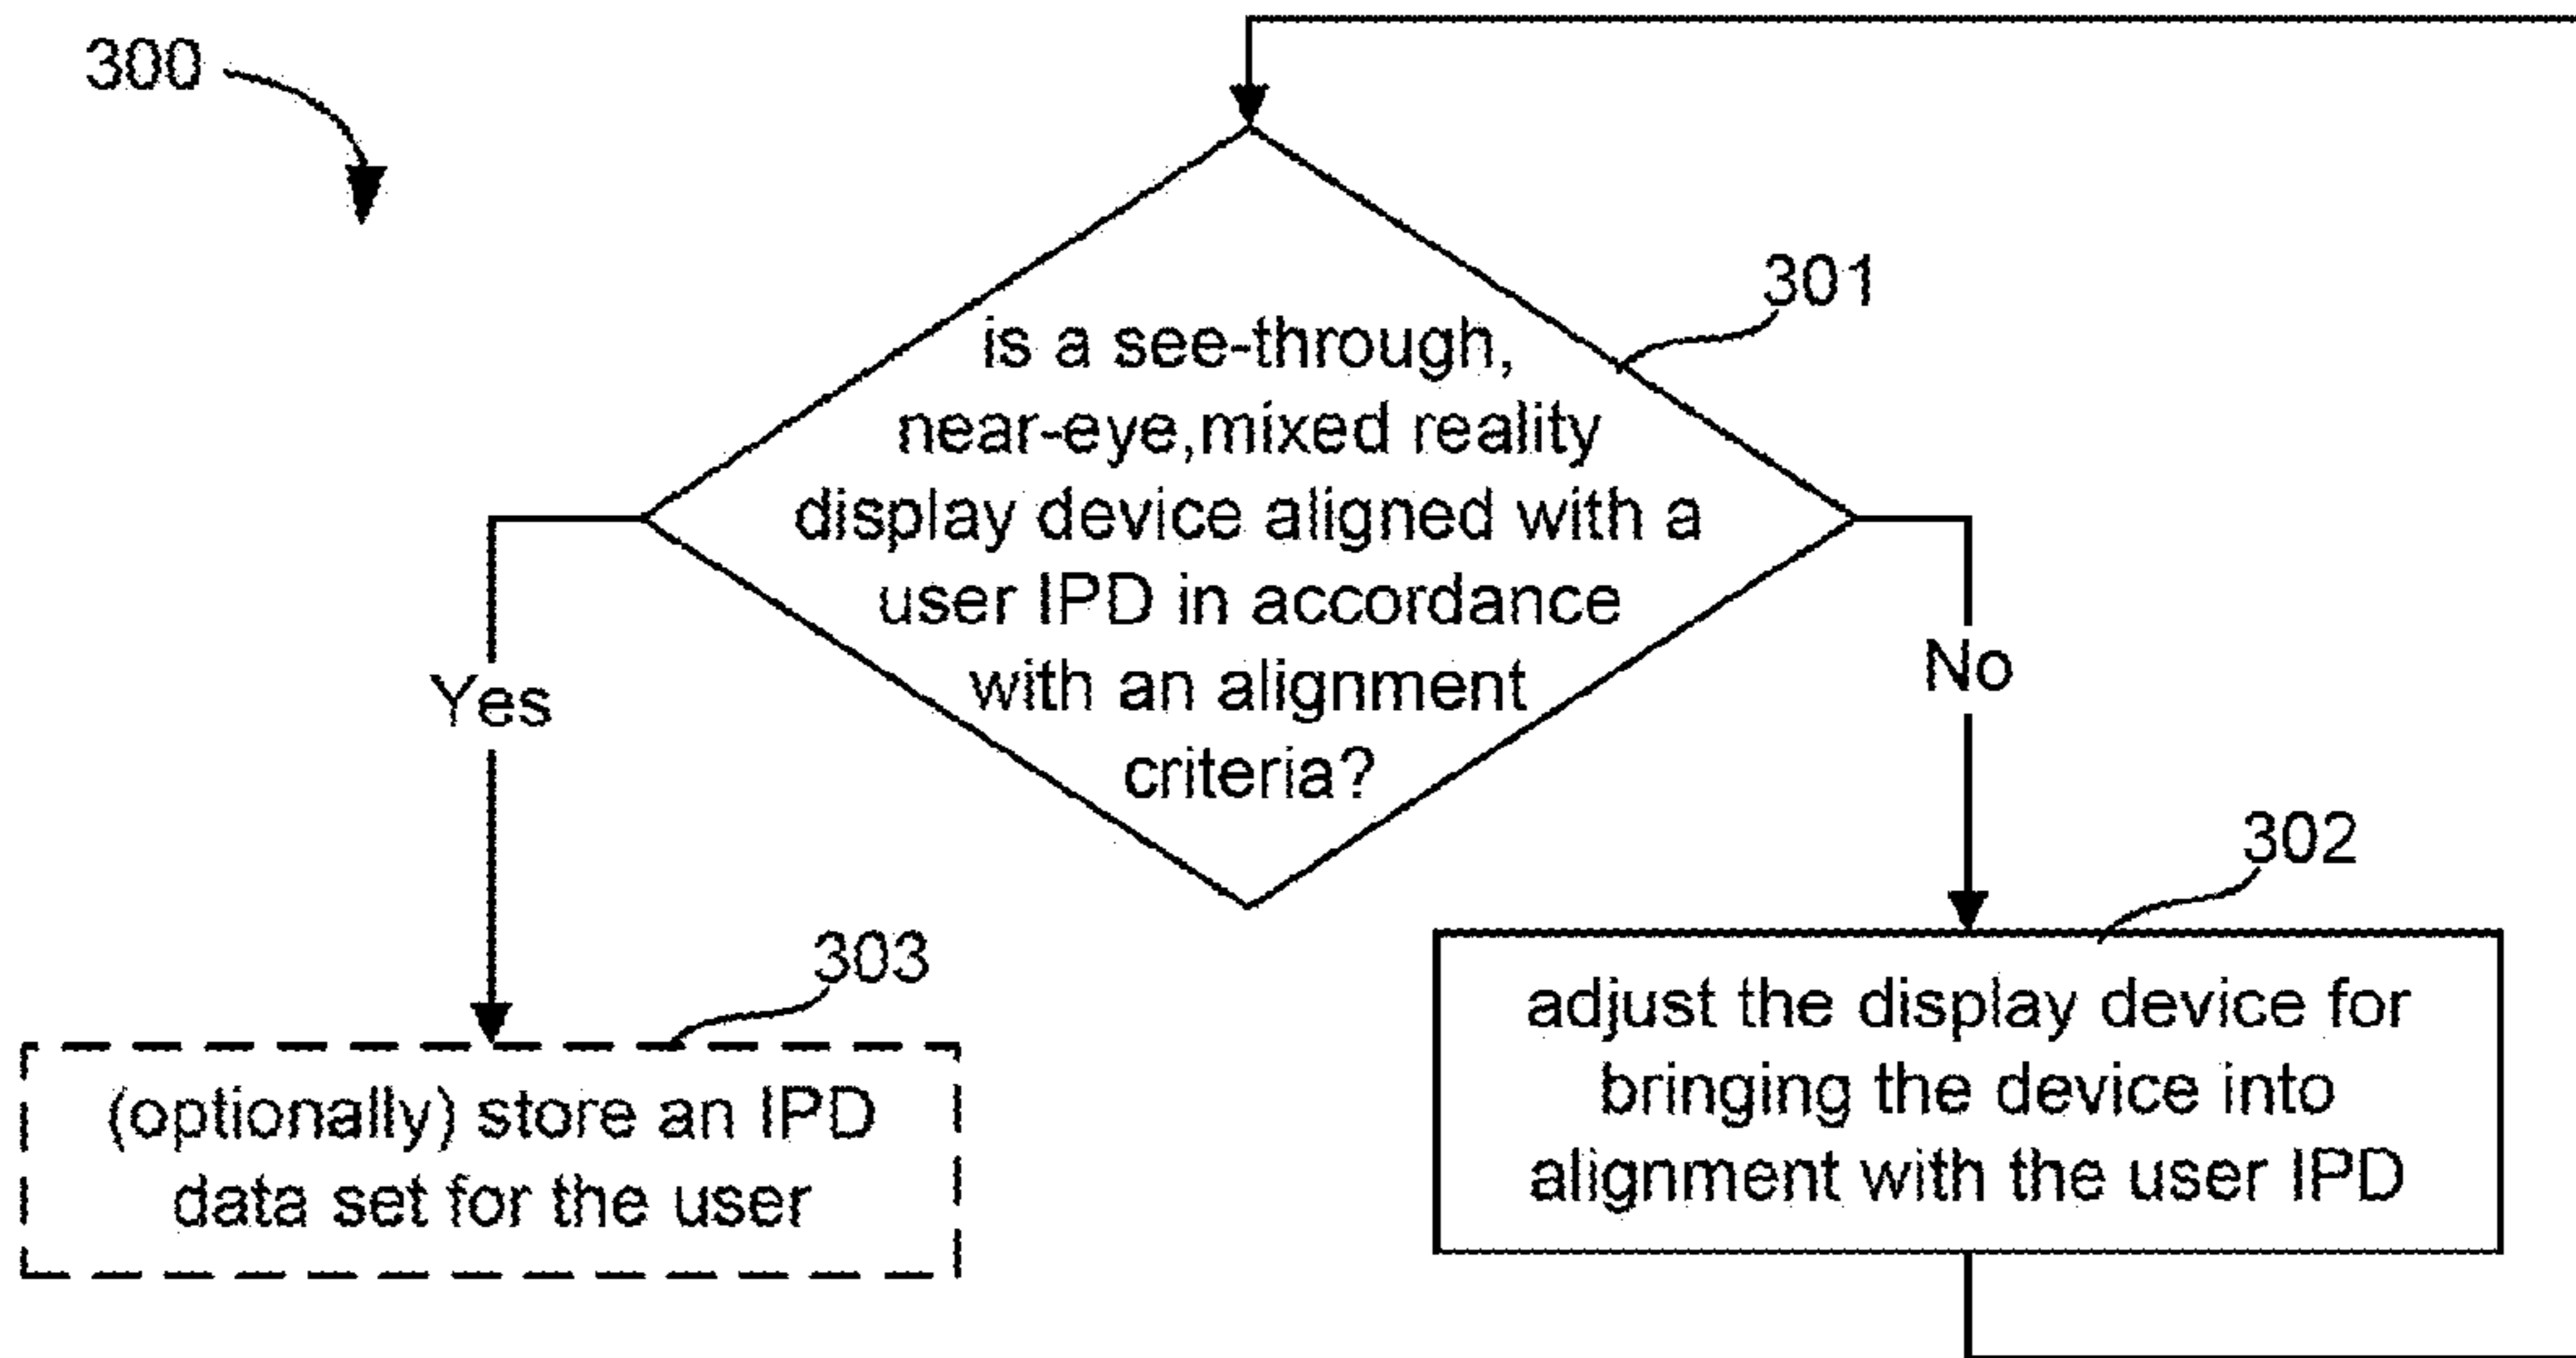 300
301
is a see-through,
near-eye,mixed reality
display device aligned with a
user IPD in accordance
with an alignment
criteria?
Yes
No
302
adjust the display device for
bringing the device into
alignment with the user IPD
303
(optionally) store an IPD
data set for the user